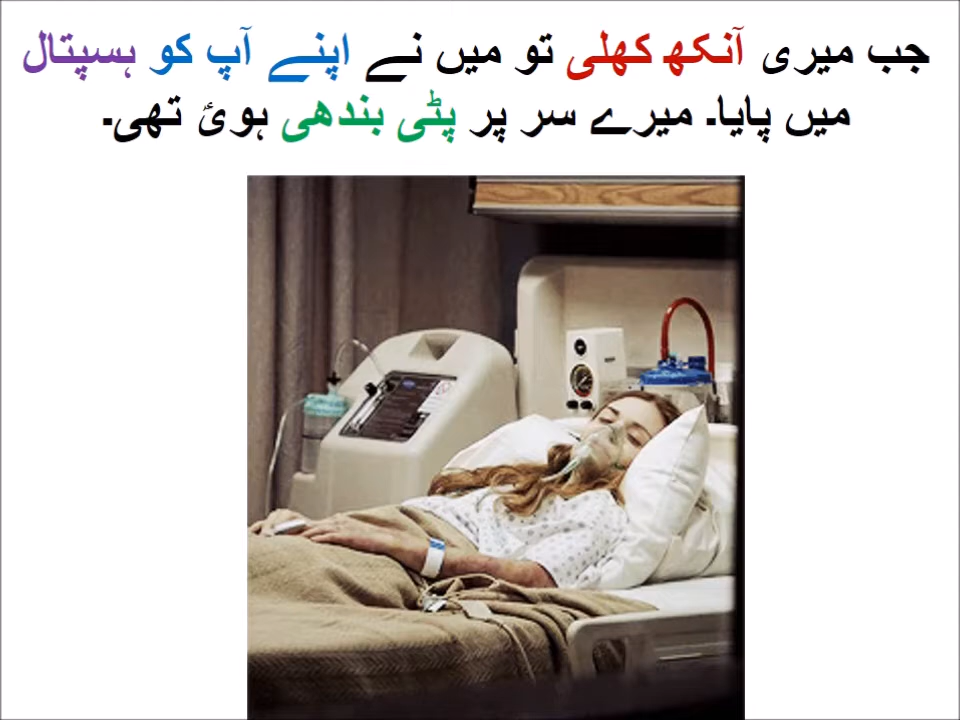 جب میری آنکھ کھلی تو میں نے اپنے آپ کو ہسپتال
میں پایا۔ میرے سر پر پٹی بندھی ہوئ تھی۔